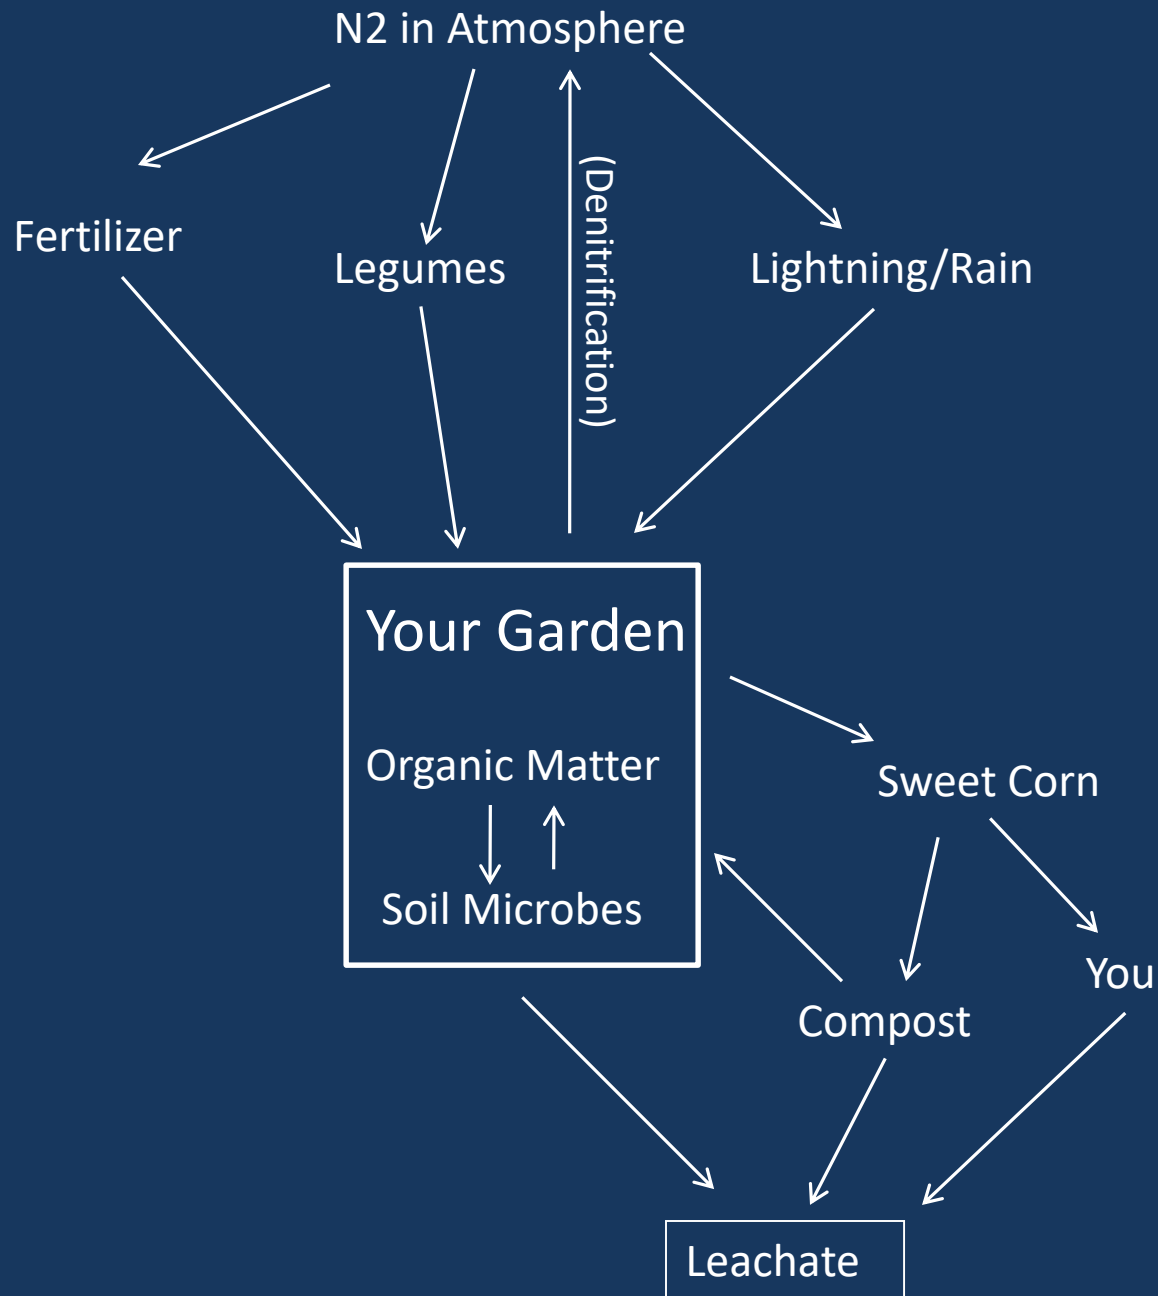 N2 in Atmosphere
(Denitrification)
Fertilizer
Legumes
Lightning/Rain
Your Garden
Organic Matter
Sweet Corn
Soil Microbes
You
Compost
Leachate